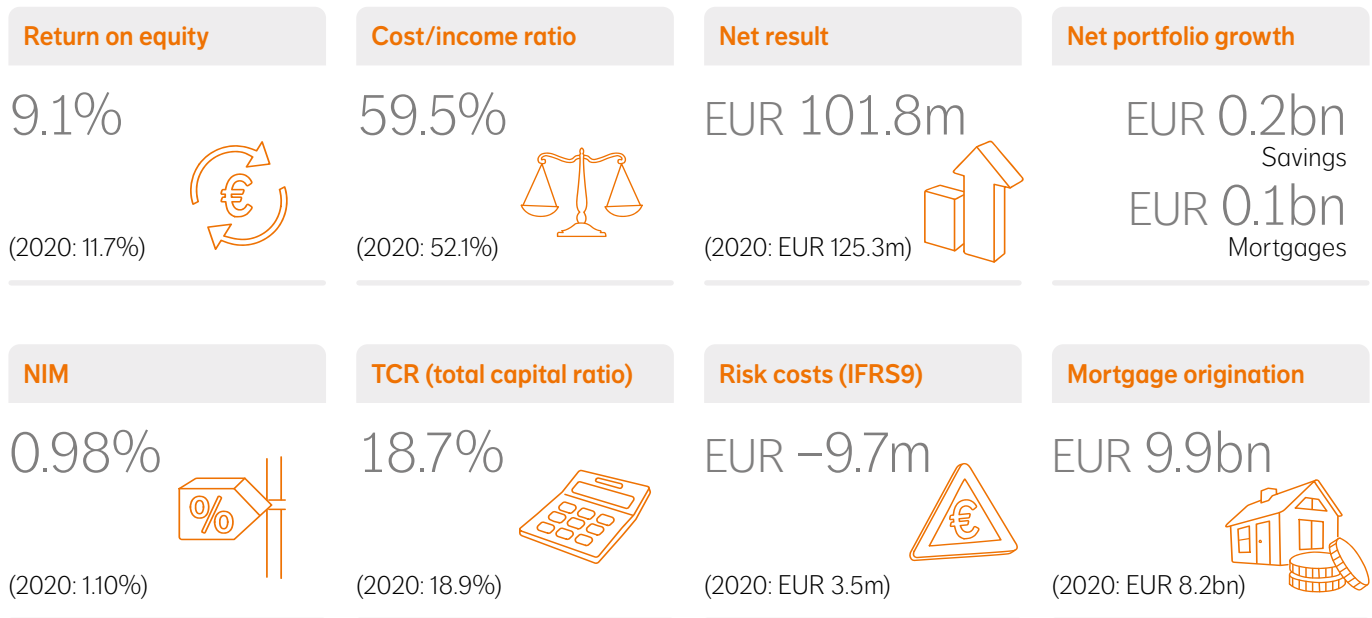 Return on equity
9.1%
(2020: 11.7%)
Cost/income ratio
59.5%
(2020: 52.1%)
Net result
EUR 101.8m
(2020: EUR 125.3m)
Net portfolio growth
EUR 0.2bn
Savings
EUR 0.1bn
Mortgages
NIM
0.98%
%
(2020: 1.10%)
TCR (total capital ratio)
18.7%
(2020: 18.9%)
Risk costs (IFRS9)
EUR –9.7m
€
(2020: EUR 3.5m)
Mortgage origination
EUR 9.9bn
(2020: EUR 8.2bn)